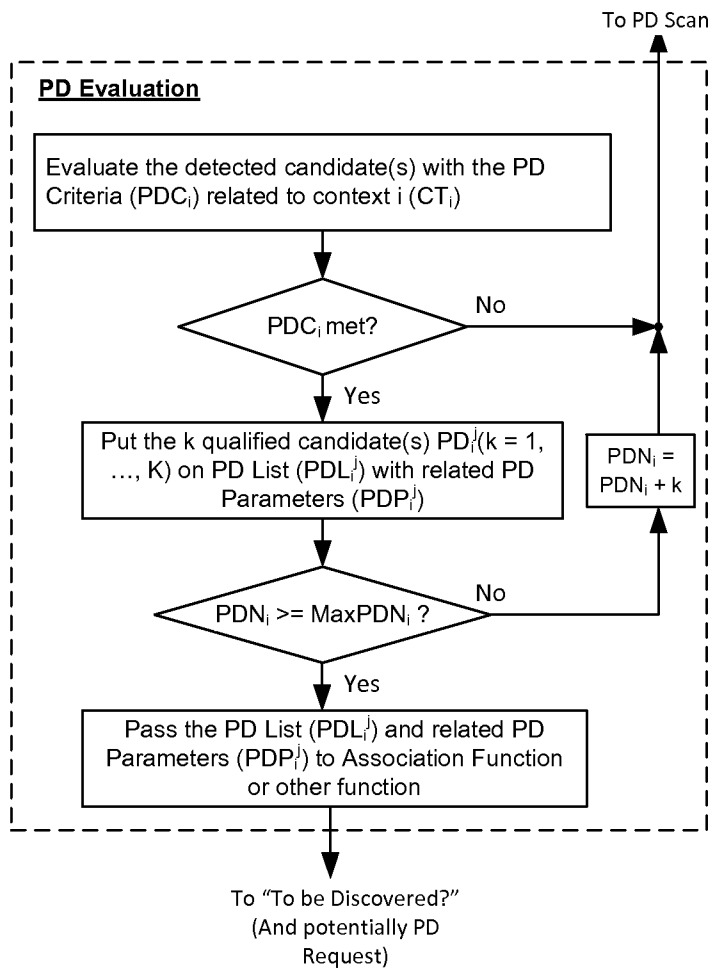 To PD Scan
PD Evaluation
Evaluate the detected candidate(s) with the PD
Criteria (PDCᵢ) related to context i (CTᵢ)
PDCᵢ met?
No
Yes
Put the k qualified candidate(s) PDᵢʲ(k = 1,
…, K) on PD List (PDLᵢʲ) with related PD
Parameters (PDPᵢʲ)
PDNᵢ =
PDNᵢ + k
PDNᵢ >= MaxPDNᵢ ?
No
Yes
Pass the PD List (PDLᵢʲ) and related PD
Parameters (PDPᵢʲ) to Association Function
or other function
To “To be Discovered?”
(And potentially PD
Request)